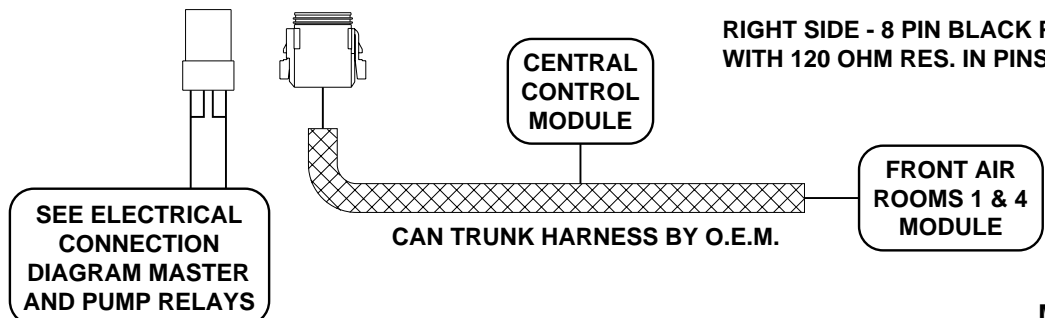 RIGHT SIDE - 8 PIN BLACK
WITH 120 OHM RES. IN PINS
CENTRAL
CONTROL
MODULE
FRONT AIR
ROOMS 1 & 4
MODULE
SEE ELECTRICAL
CONNECTION
DIAGRAM MASTER
AND PUMP RELAYS
CAN TRUNK HARNESS BY O.E.M.